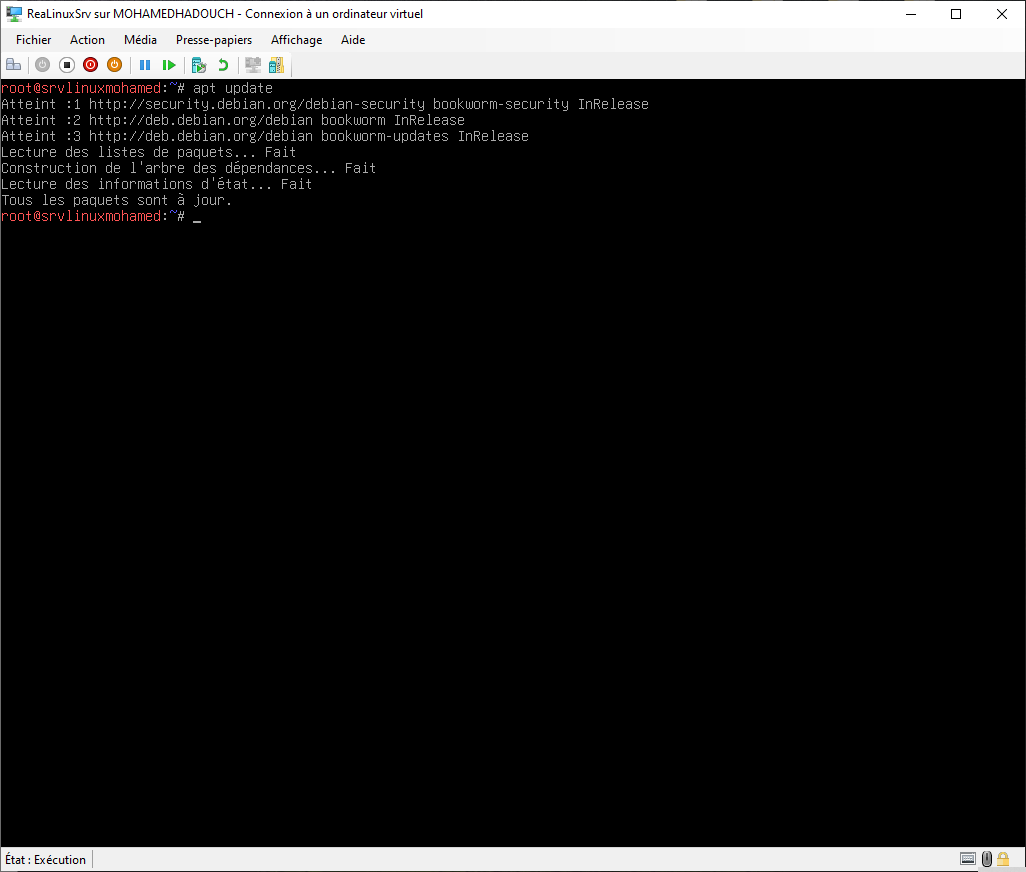 ReaLinuxSrv sur MOHAMEDHADOUCH - Connexion à un ordinateur virtuel
Fichier Action Média Presse-papiers Affichage Aide
root@srvlinuxmohamed:~# apt update
Atteint :1 http://security.debian.org/debian-security bookworm-security InRelease
Atteint :2 http://deb.debian.org/debian bookworm InRelease
Atteint :3 http://deb.debian.org/debian bookworm-updates InRelease
Lecture des listes de paquets... Fait
Construction de l'arbre des dépendances... Fait
Lecture des informations d'état... Fait
Tous les paquets sont à jour.
root@srvlinuxmohamed:~# _
État : Exécution